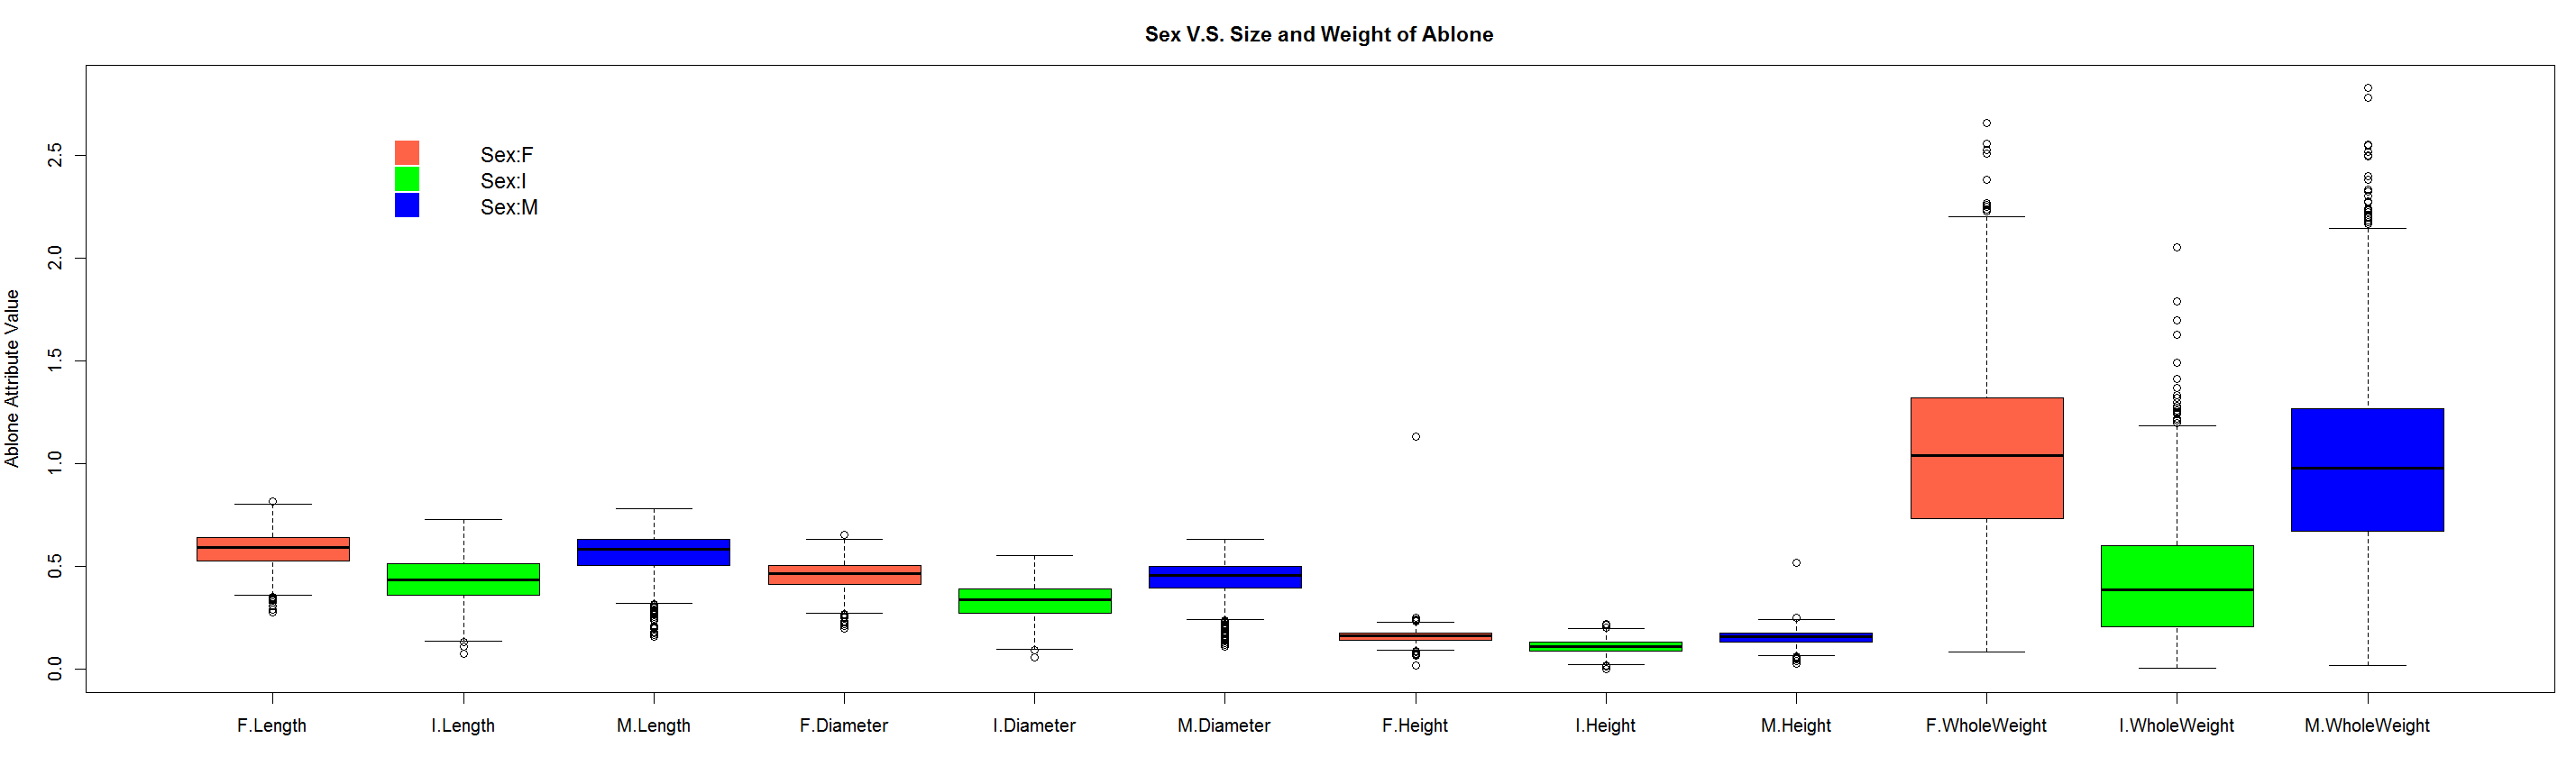 Sex V.S. Size and Weight of Ablone
Ablone Attribute Value
2.5
2.0
1.5
1.0
0.5
0.0
Sex:F
Sex:I
Sex:M
F.Length I.Length M.Length F.Diameter I.Diameter M.Diameter F.Height I.Height M.Height F.WholeWeight I.WholeWeight M.WholeWeight